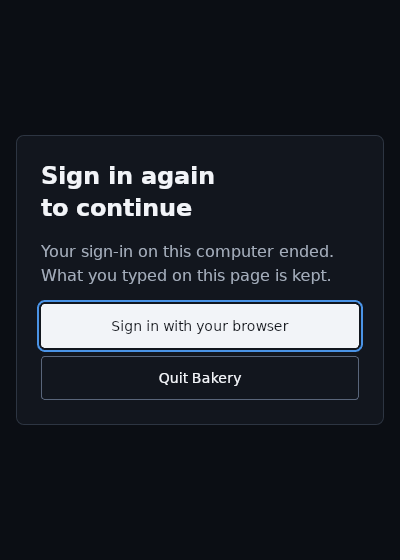 Sign in again
to continue
Your sign-in on this computer ended.
What you typed on this page is kept.
Sign in with your browser
Quit Bakery